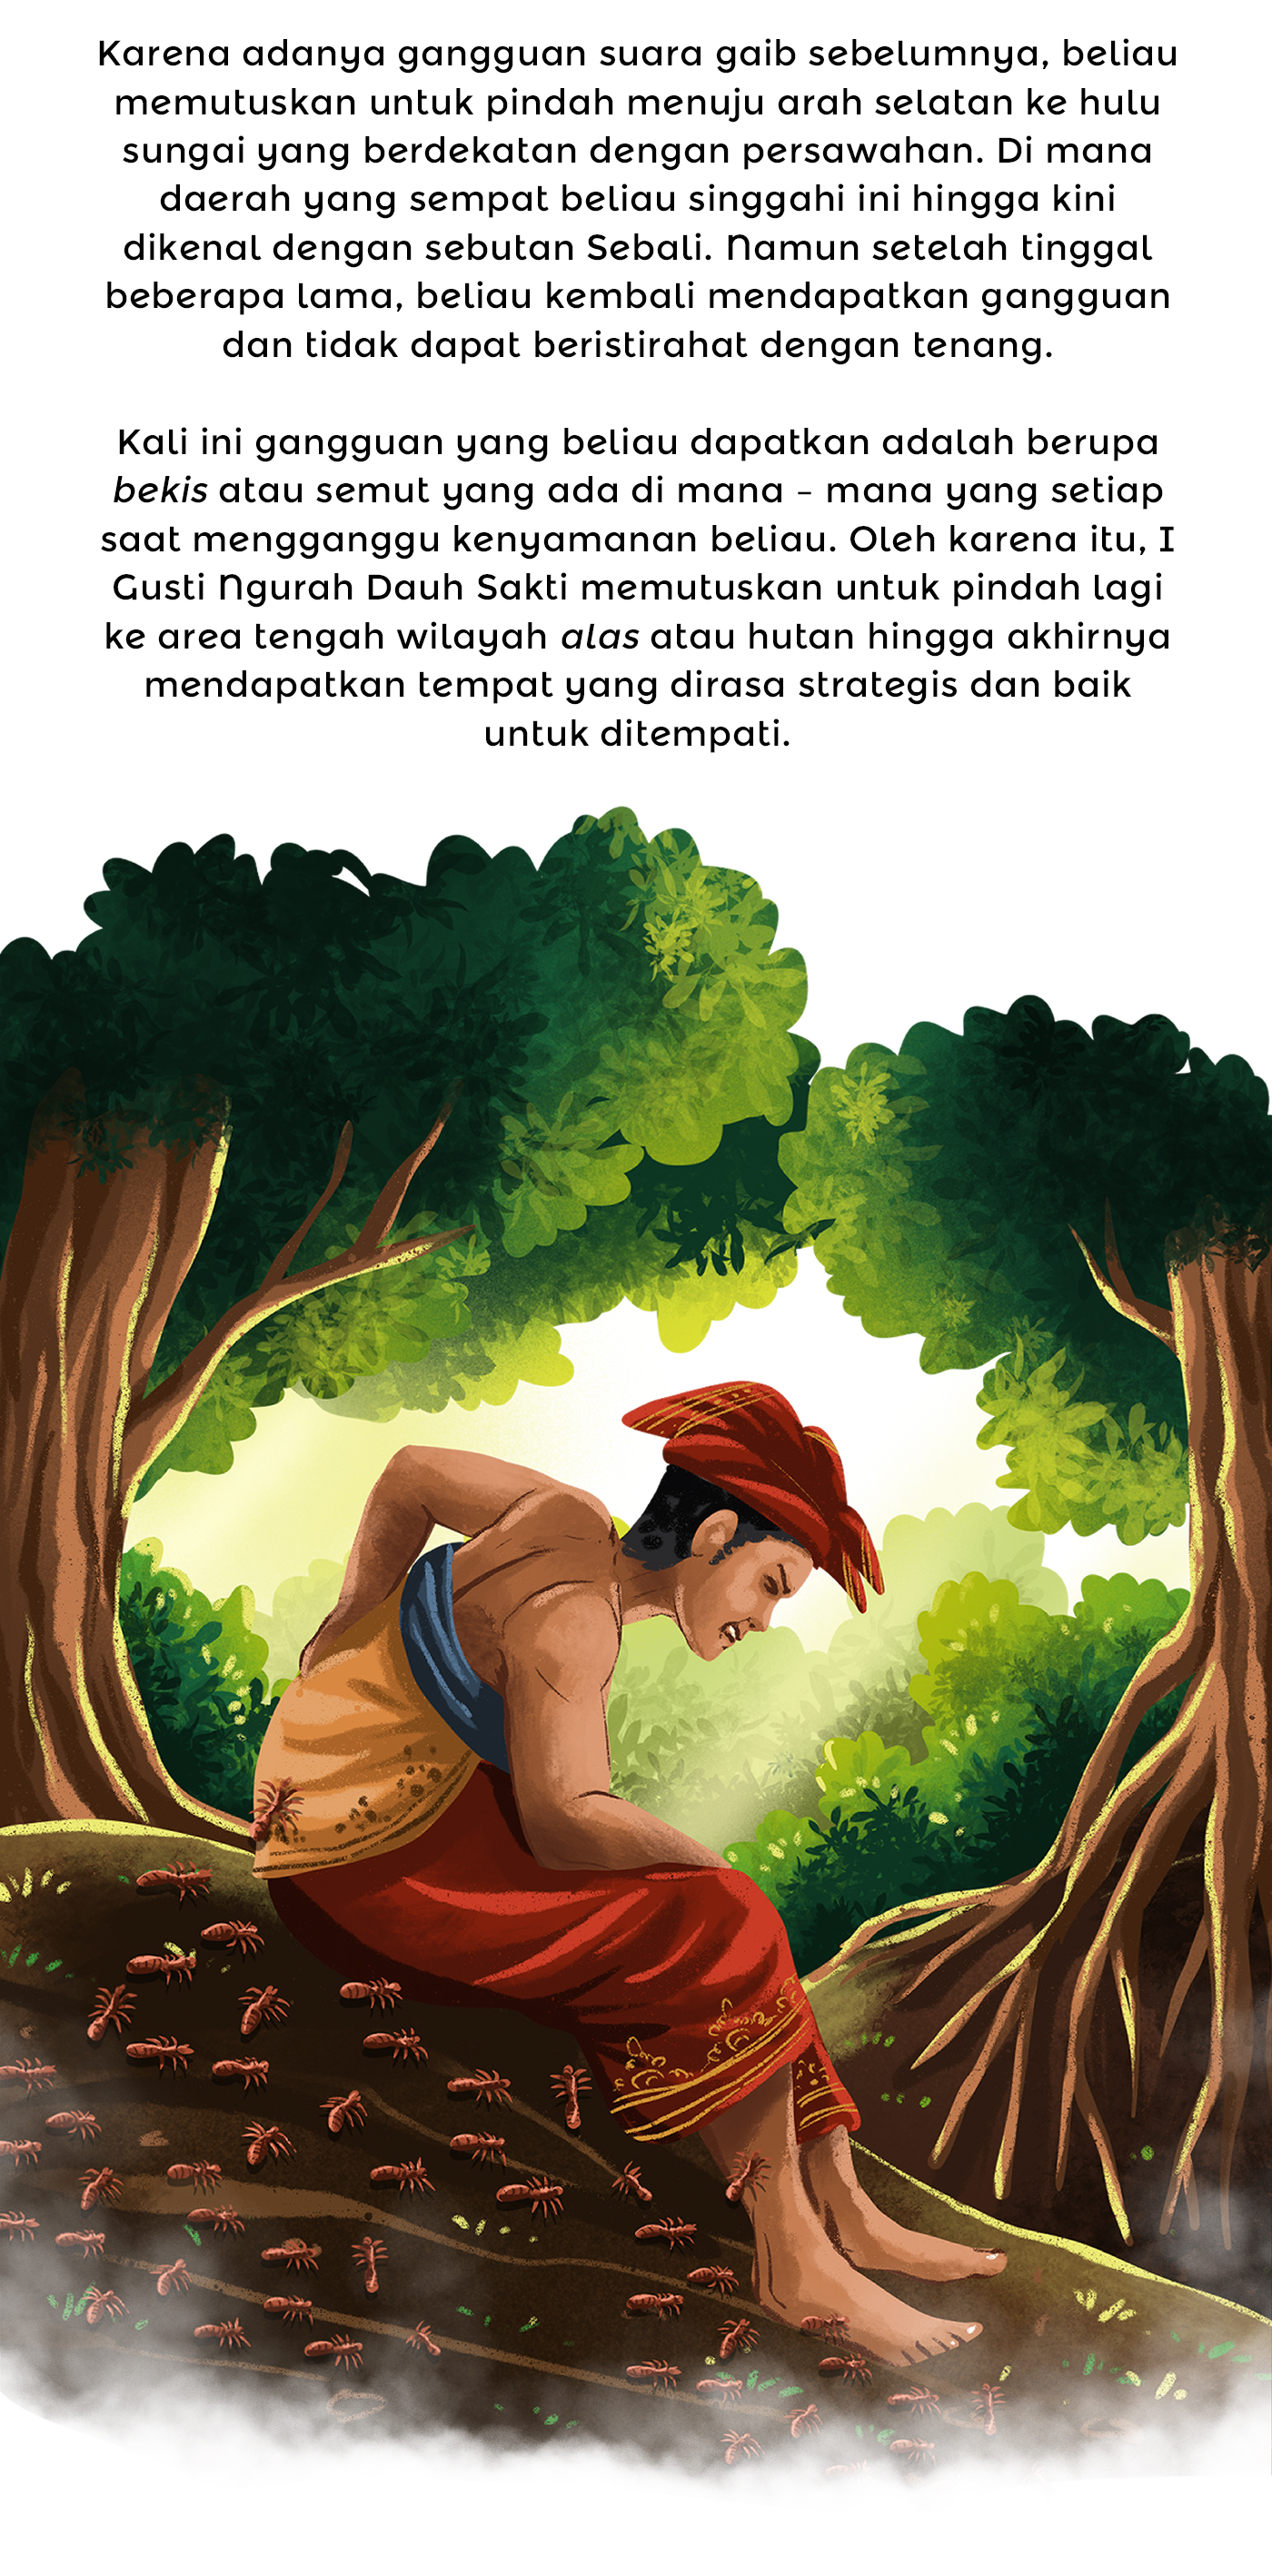 Karena adanya gangguan suara gaib sebelumnya, beliau
memutuskan untuk pindah menuju arah selatan ke hulu
sungai yang berdekatan dengan persawahan. Di mana
daerah yang sempat beliau singgahi ini hingga kini
dikenal dengan sebutan Sebali. Namun setelah tinggal
beberapa lama, beliau kembali mendapatkan gangguan
dan tidak dapat beristirahat dengan tenang.
Kali ini gangguan yang beliau dapatkan adalah berupa
bekis atau semut yang ada di mana – mana yang setiap
saat mengganggu kenyamanan beliau. Oleh karena itu, I
Gusti Ngurah Dauh Sakti memutuskan untuk pindah lagi
ke area tengah wilayah alas atau hutan hingga akhirnya
mendapatkan tempat yang dirasa strategis dan baik
untuk ditempati.